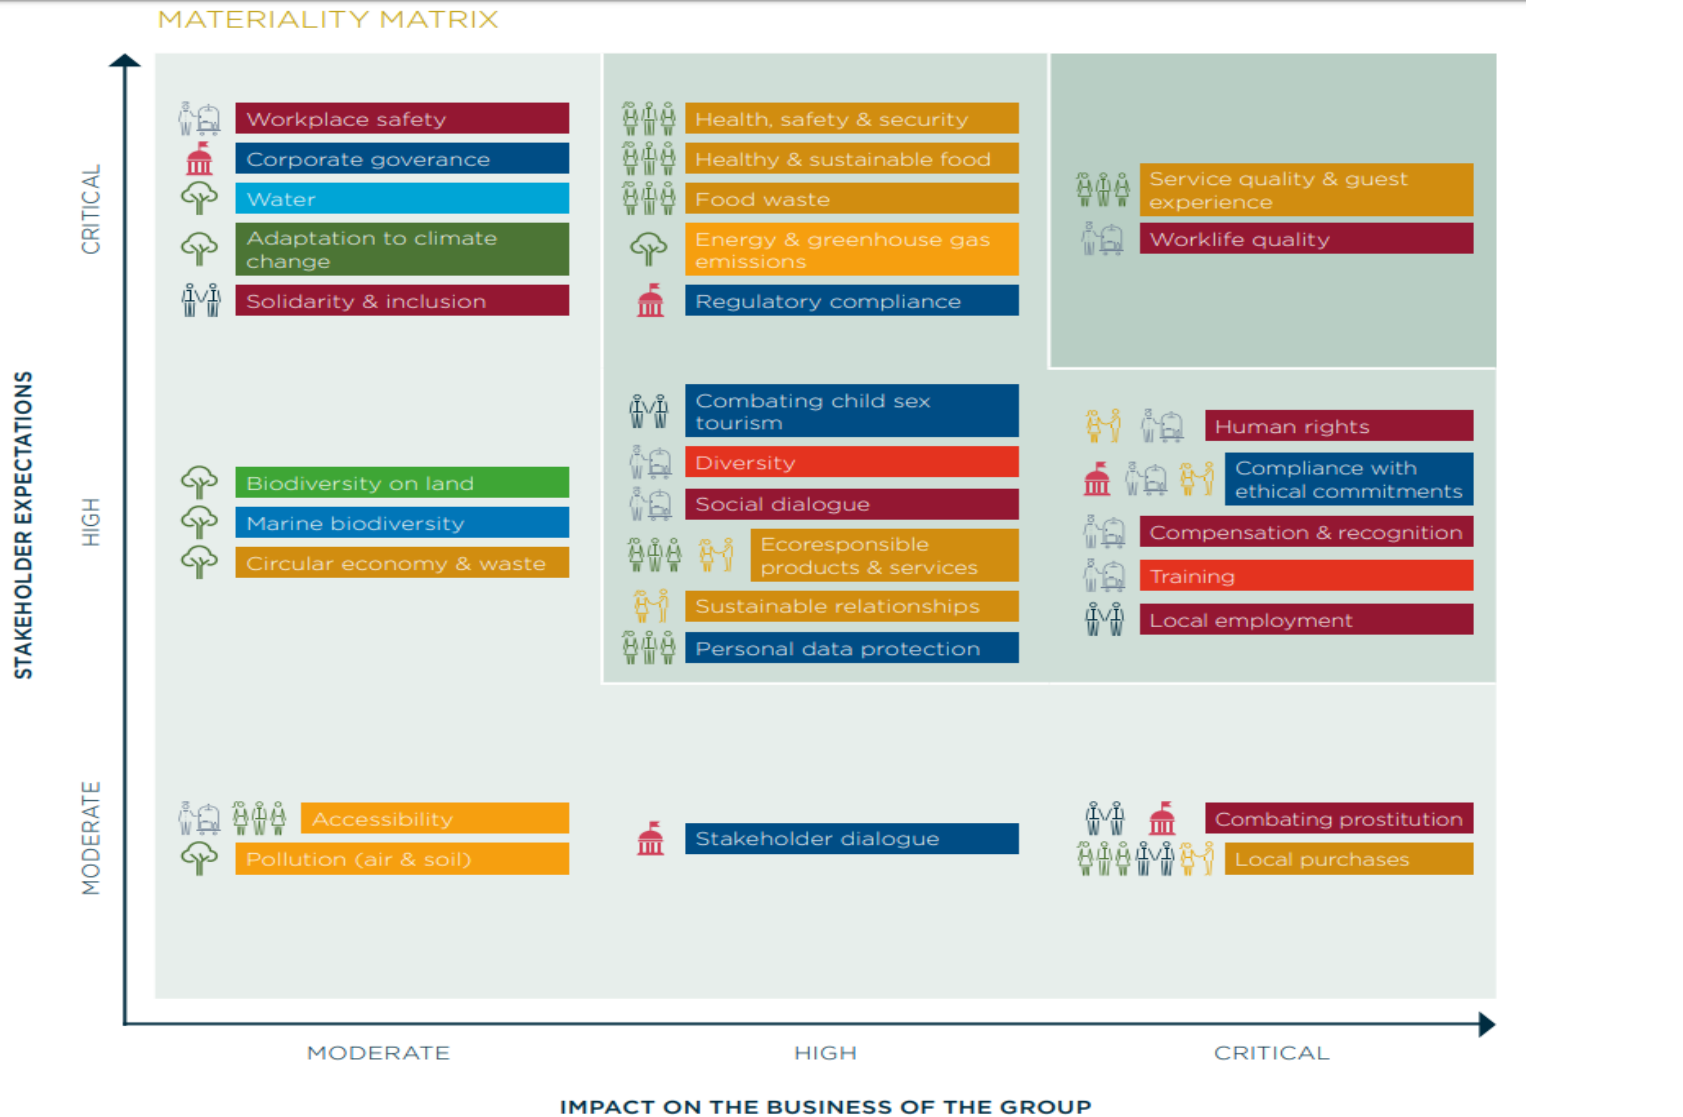 MATERIALITY MATRIX
STAKEHOLDER EXPECTATIONS
CRITICAL
Workplace safety
Corporate goverance
Water
Adaptation to climate
change
Solidarity & inclusion
Health, safety & security
Healthy & sustainable food
Food waste
Energy & greenhouse gas
emissions
Regulatory compliance
Service quality & guest
experience
Worklife quality
HIGH
Biodiversity on land
Marine biodiversity
Circular economy & waste
Combating child sex
tourism
Diversity
Social dialogue
Ecoresponsible
products & services
Sustainable relationships
Personal data protection
Human rights
Compliance with
ethical commitments
Compensation & recognition
Training
Local employment
MODERATE
Accessibility
Pollution (air & soil)
Stakeholder dialogue
Combating prostitution
Local purchases
MODERATE
HIGH
CRITICAL
IMPACT ON THE BUSINESS OF THE GROUP